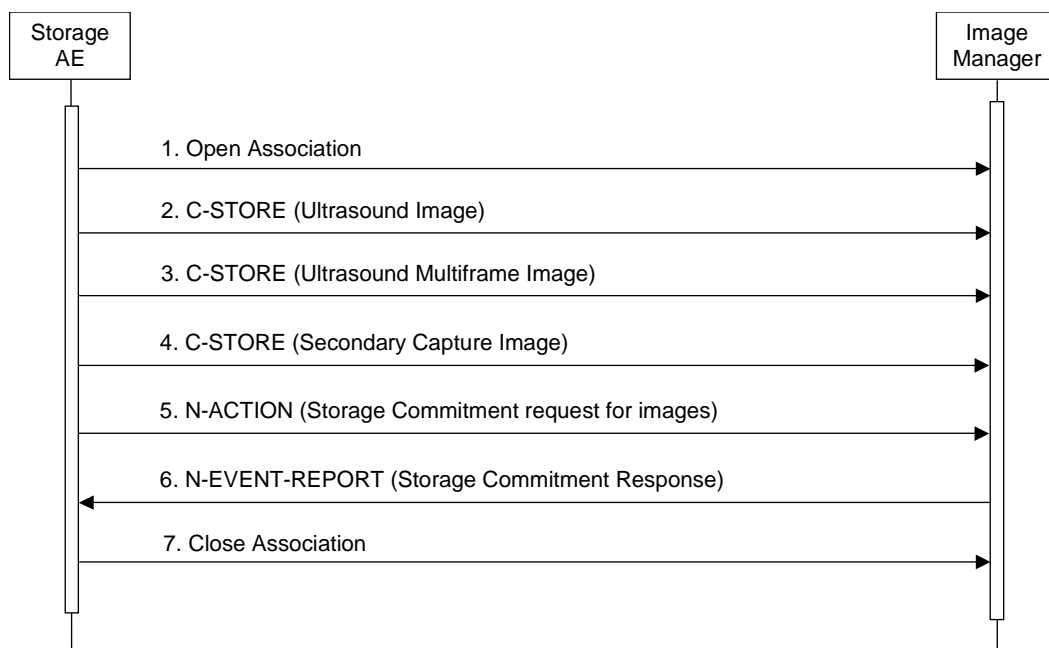 Storage
AE
Image
Manager
1. Open Association
2. C-STORE (Ultrasound Image)
3. C-STORE (Ultrasound Multiframe Image)
4. C-STORE (Secondary Capture Image)
5. N-ACTION (Storage Commitment request for images)
6. N-EVENT-REPORT (Storage Commitment Response)
7. Close Association